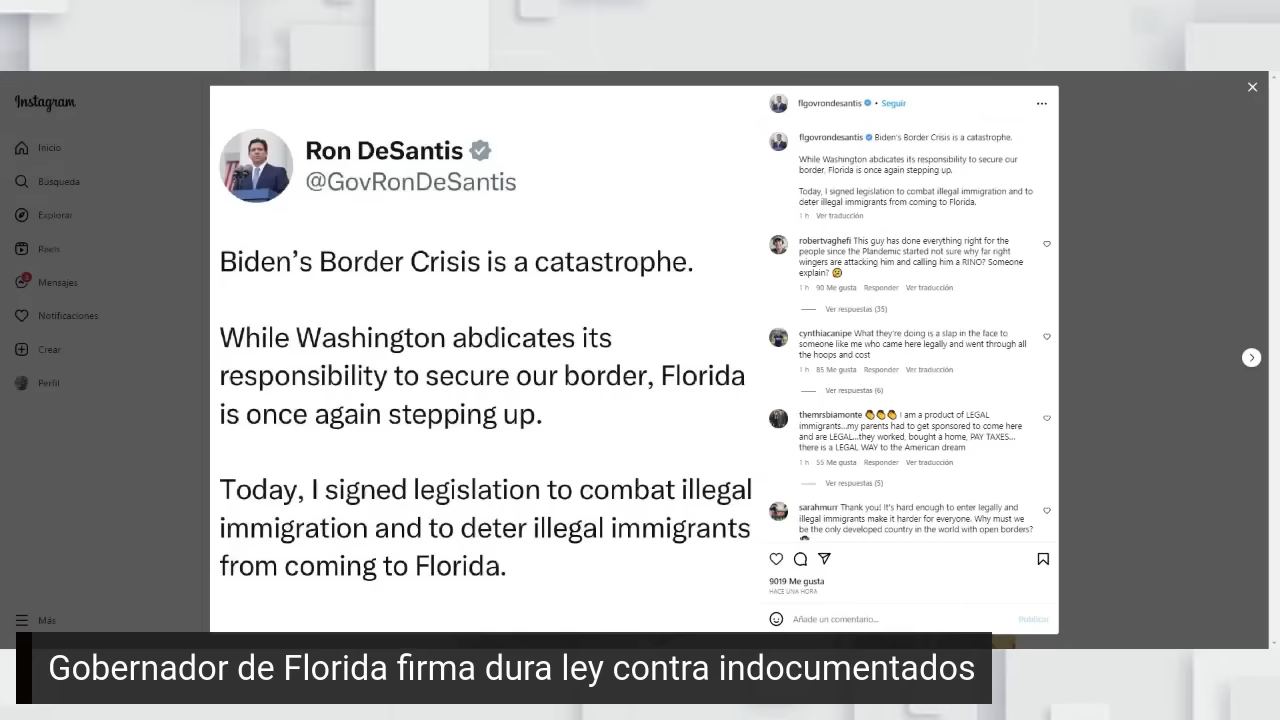 Instagram
Inicio
Búsqueda
Explorar
Reels
Mensajes
Notificaciones
Crear
Perfil
Más
Ron DeSantis
@GovRonDeSantis
Biden's Border Crisis is a catastrophe.
While Washington abdicates its
responsibility to secure our border, Florida
is once again stepping up.
Today, I signed legislation to combat illegal
immigration and to deter illegal immigrants
from coming to Florida.
flgovrondesantis • Seguir
flgovrondesantis Biden's Border Crisis is a catastrophe.
While Washington abdicates its responsibility to secure our
border, Florida is once again stepping up.
Today, I signed legislation to combat illegal immigration and to
deter illegal immigrants from coming to Florida.
1 h Ver traducción
robertvaghefi This guy has done everything right for the
people since the Plandemic started not sure why far right
wingers are attacking him and calling him a RINO? Someone
explain? 🤨
1 h 90 Me gusta Responder Ver traducción
Ver respuestas (35)
cynthiacanipe What they're doing is a slap in the face to
someone like me who came here legally and went through all
the hoops and cost
1 h 85 Me gusta Responder Ver traducción
Ver respuestas (6)
themrsbiamonte 👏👏👏 I am a product of LEGAL
immigrants...my parents had to get sponsored to come here
and are LEGAL...they worked, bought a home, PAY TAXES...
there is a LEGAL WAY to the American dream
1 h 55 Me gusta Responder Ver traducción
Ver respuestas (5)
sarahmurr Thank you! It's hard enough to enter legally and
illegal immigrants make it harder for everyone. Why must we
be the only developed country in the world with open borders?
9019 Me gusta
HACE UNA HORA
Añade un comentario...
Publicar
Gobernador de Florida firma dura ley contra indocumentados